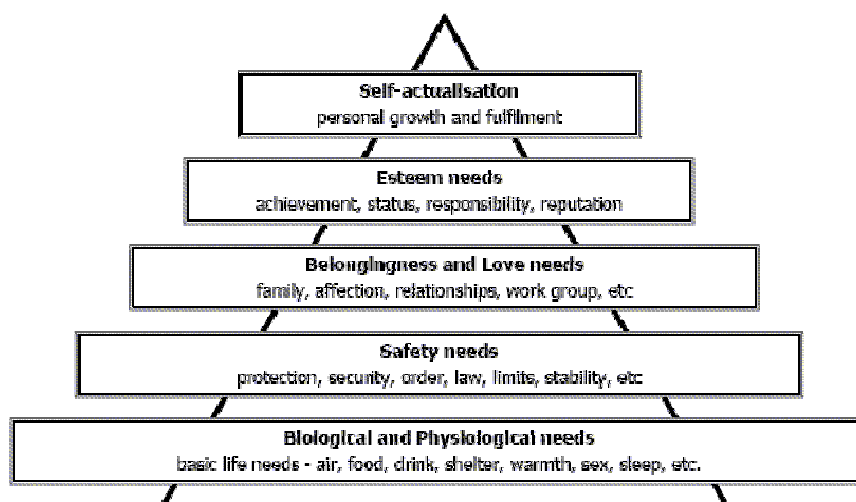 Self-actualisation
personal growth and fulfilment
Esteem needs
achievement, status, responsibility, reputation
Belongingness and Love needs
family, affection, relationships, work group, etc
Safety needs
protection, security, order, law, limits, stability, etc
Biological and Physiological needs
basic life needs - air, food, drink, shelter, warmth, sex, sleep, etc.